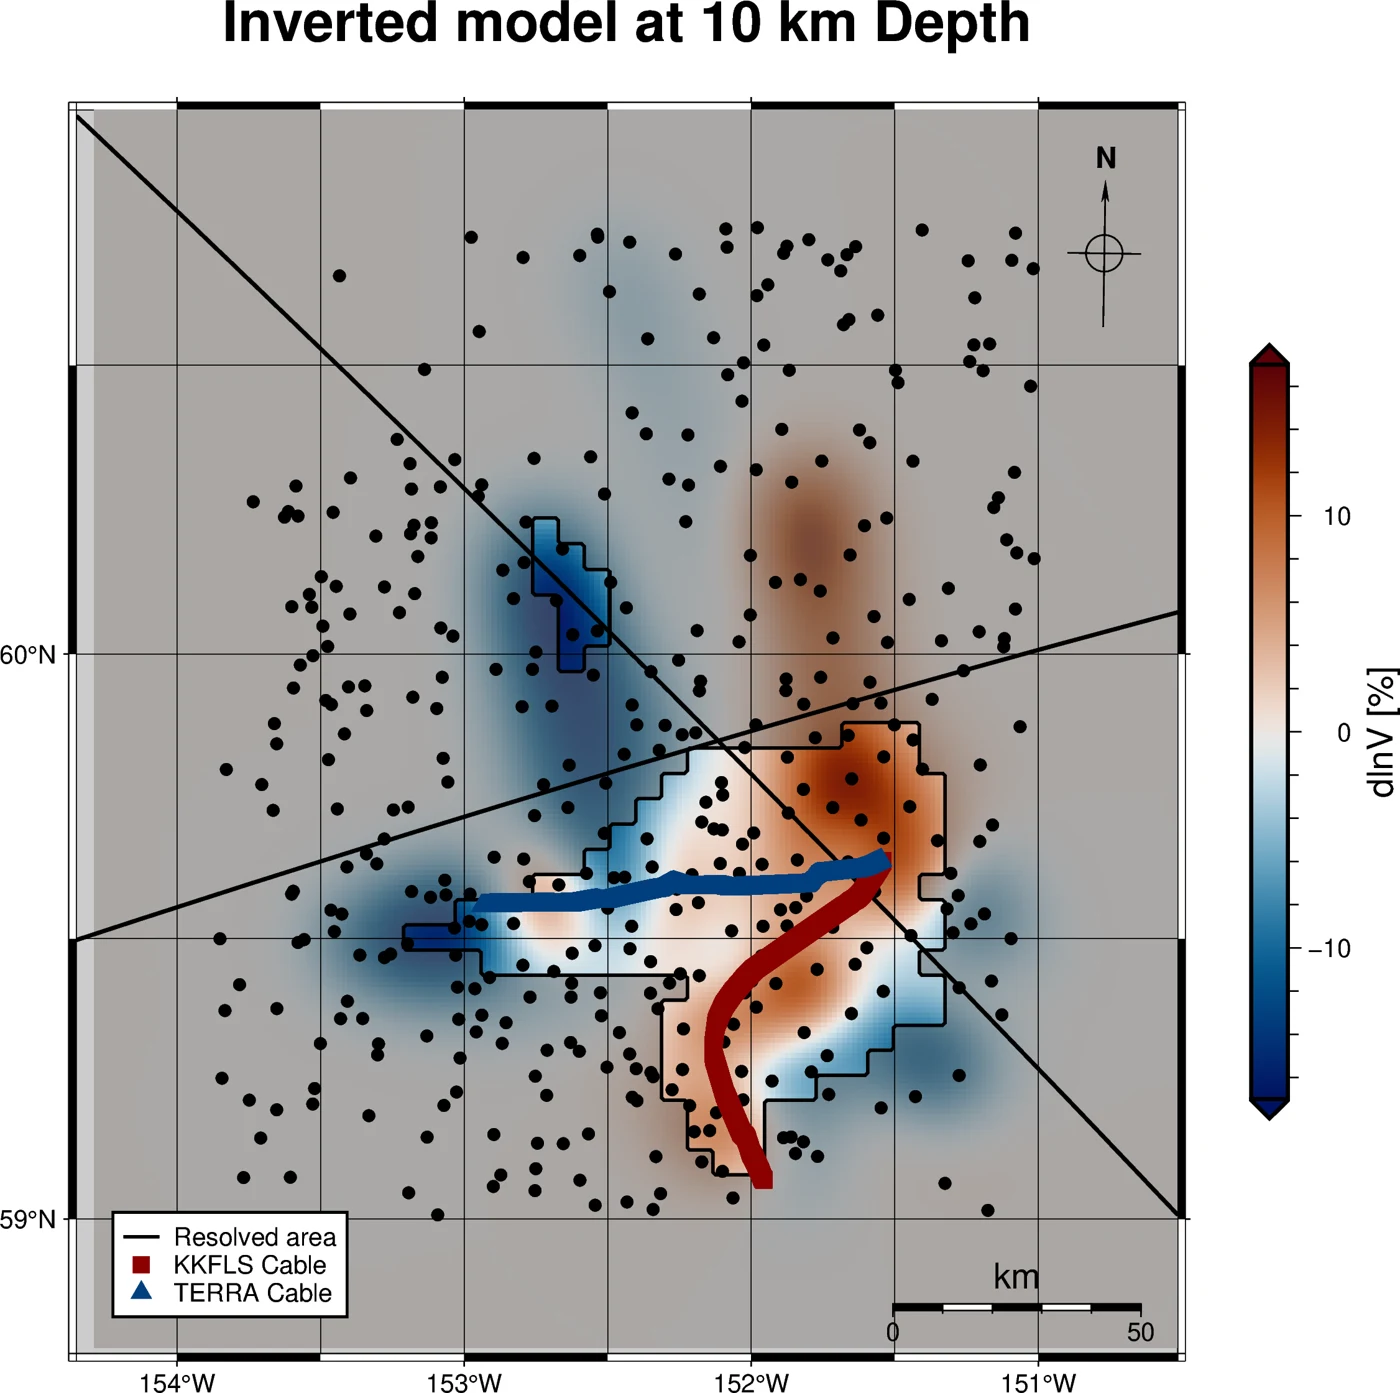 Inverted model at 10 km Depth
N
10
0
−10
dlnV [%]
60°N
59°N
Resolved area
KKFLS Cable
TERRA Cable
km
0 50
154°W 153°W 152°W 151°W